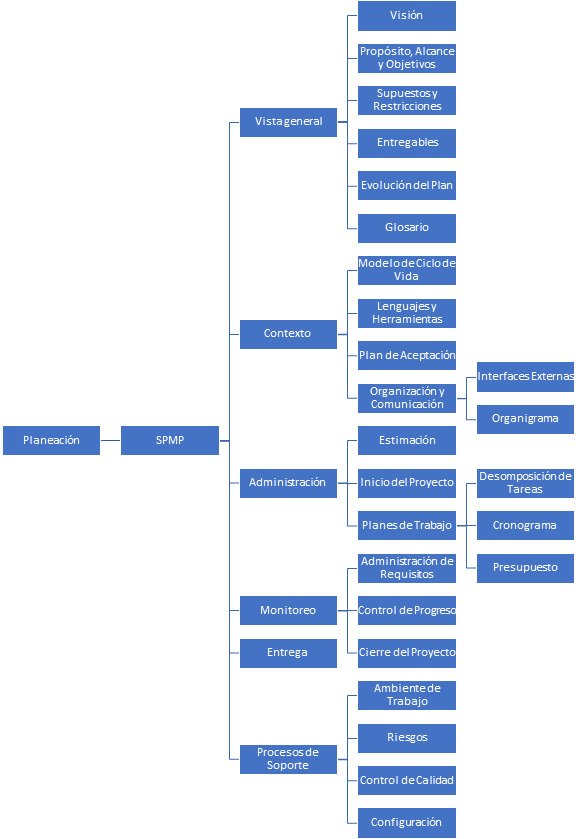 Planeación
SPMP
Vista general
Visión
Propósito, Alcance
y Objetivos
Supuestos y
Restricciones
Entregables
Evolución del Plan
Glosario
Contexto
Modelo de Ciclo de
Vida
Lenguajes y
Herramientas
Plan de Aceptación
Organización y
Comunicación
Interfaces Externas
Organigrama
Administración
Estimación
Inicio del Proyecto
Planes de Trabajo
Desomposición de
Tareas
Cronograma
Presupuesto
Monitoreo
Administración de
Requisitos
Control de Progreso
Cierre del Proyecto
Entrega
Procesos de
Soporte
Ambiente de
Trabajo
Riesgos
Control de Calidad
Configuración